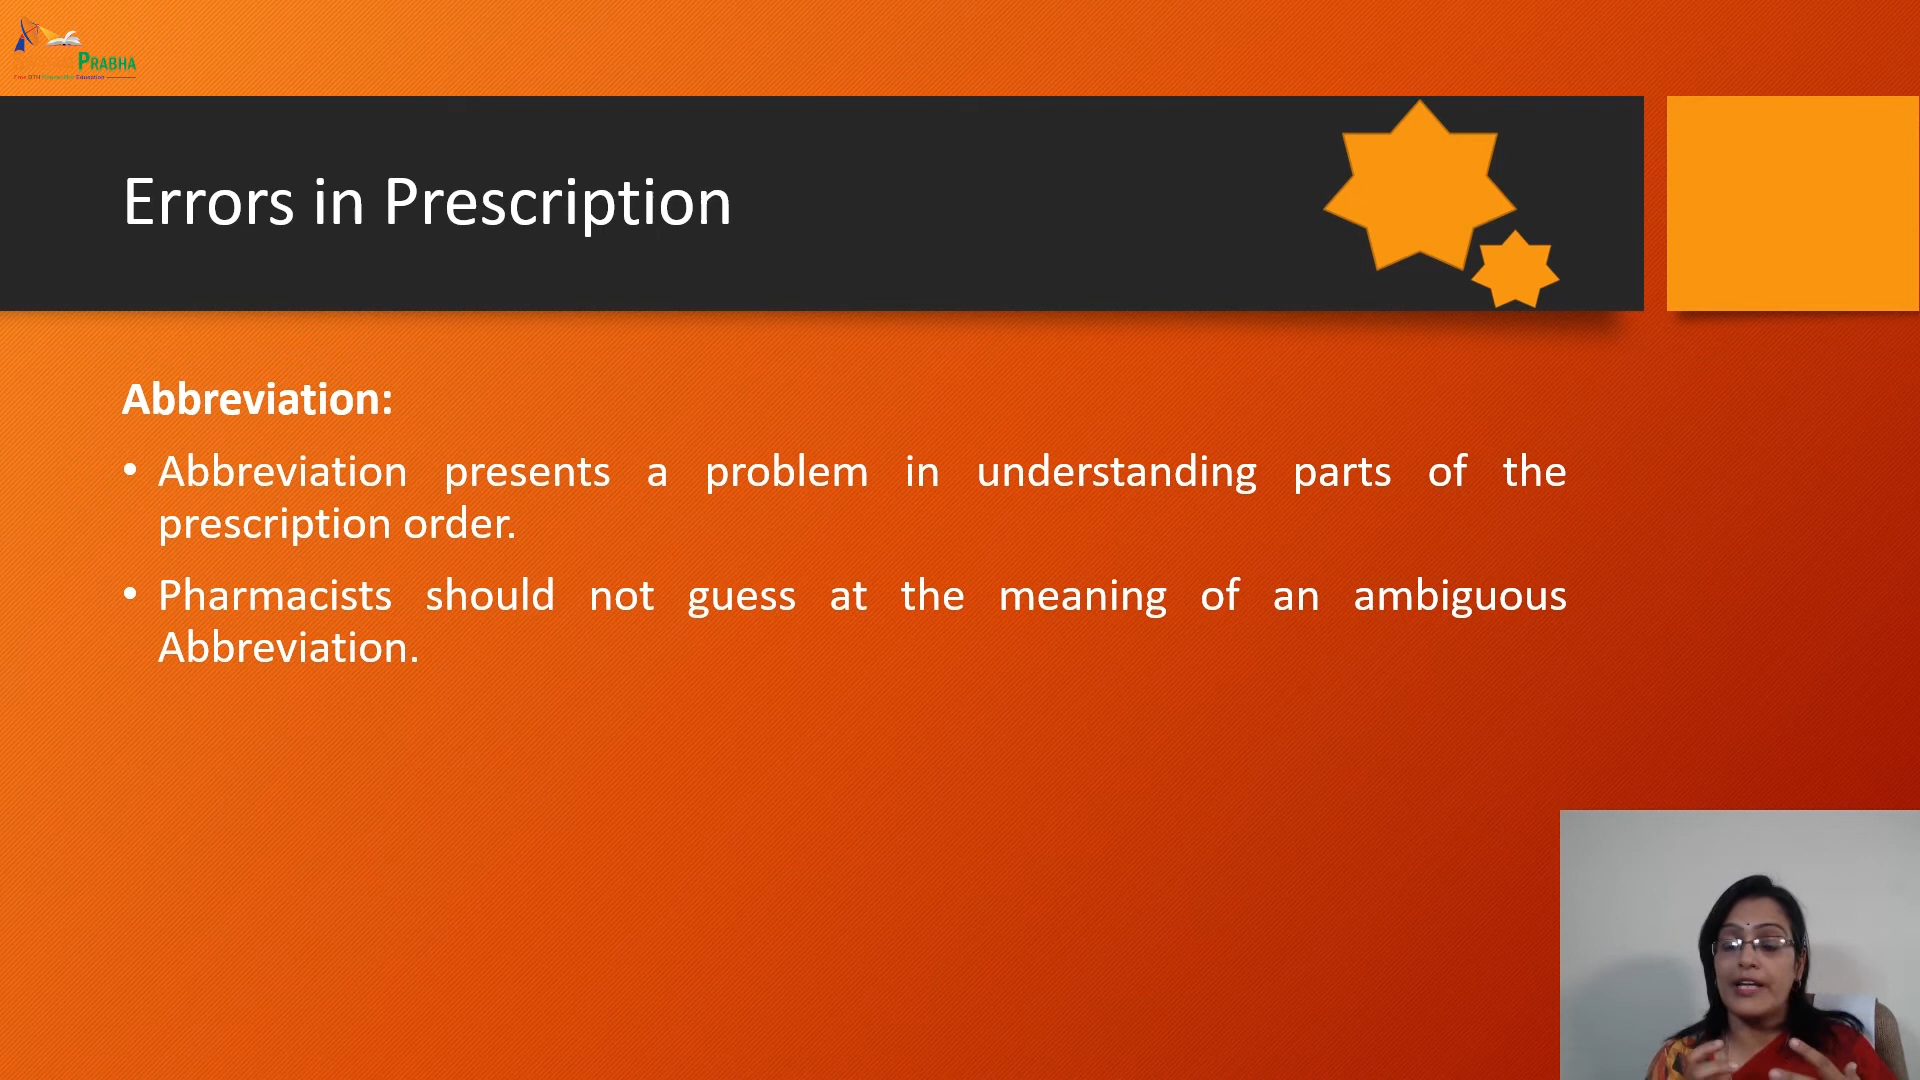 PRABHA
Errors in Prescription
Abbreviation:
• Abbreviation presents a problem in understanding parts of the
prescription order.
• Pharmacists should not guess at the meaning of an ambiguous
Abbreviation.